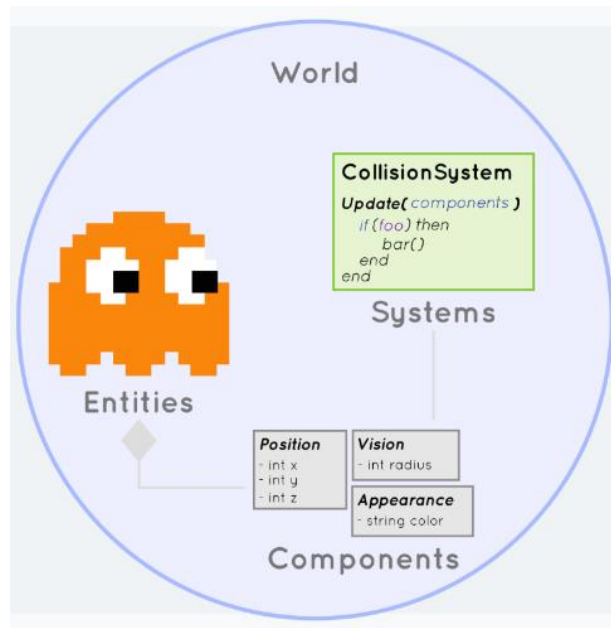 World
CollisionSystem
Update( components )
if (foo) then
bar()
end
end
Systems
Entities
Position
- int x
- int y
- int z
Vision
- int radius
Appearance
- string color
Components